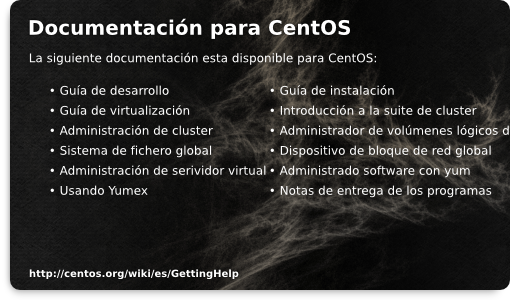 Documentación para CentOS
La siguiente documentación esta disponible para CentOS:
• Guía de desarrollo
• Guía de virtualización
• Administración de cluster
• Sistema de fichero global
• Administración de serividor virtual
• Usando Yumex
• Guía de instalación
• Introducción a la suite de cluster
• Administrador de volúmenes lógicos d
• Dispositivo de bloque de red global
• Administrado software con yum
• Notas de entrega de los programas
http://centos.org/wiki/es/GettingHelp